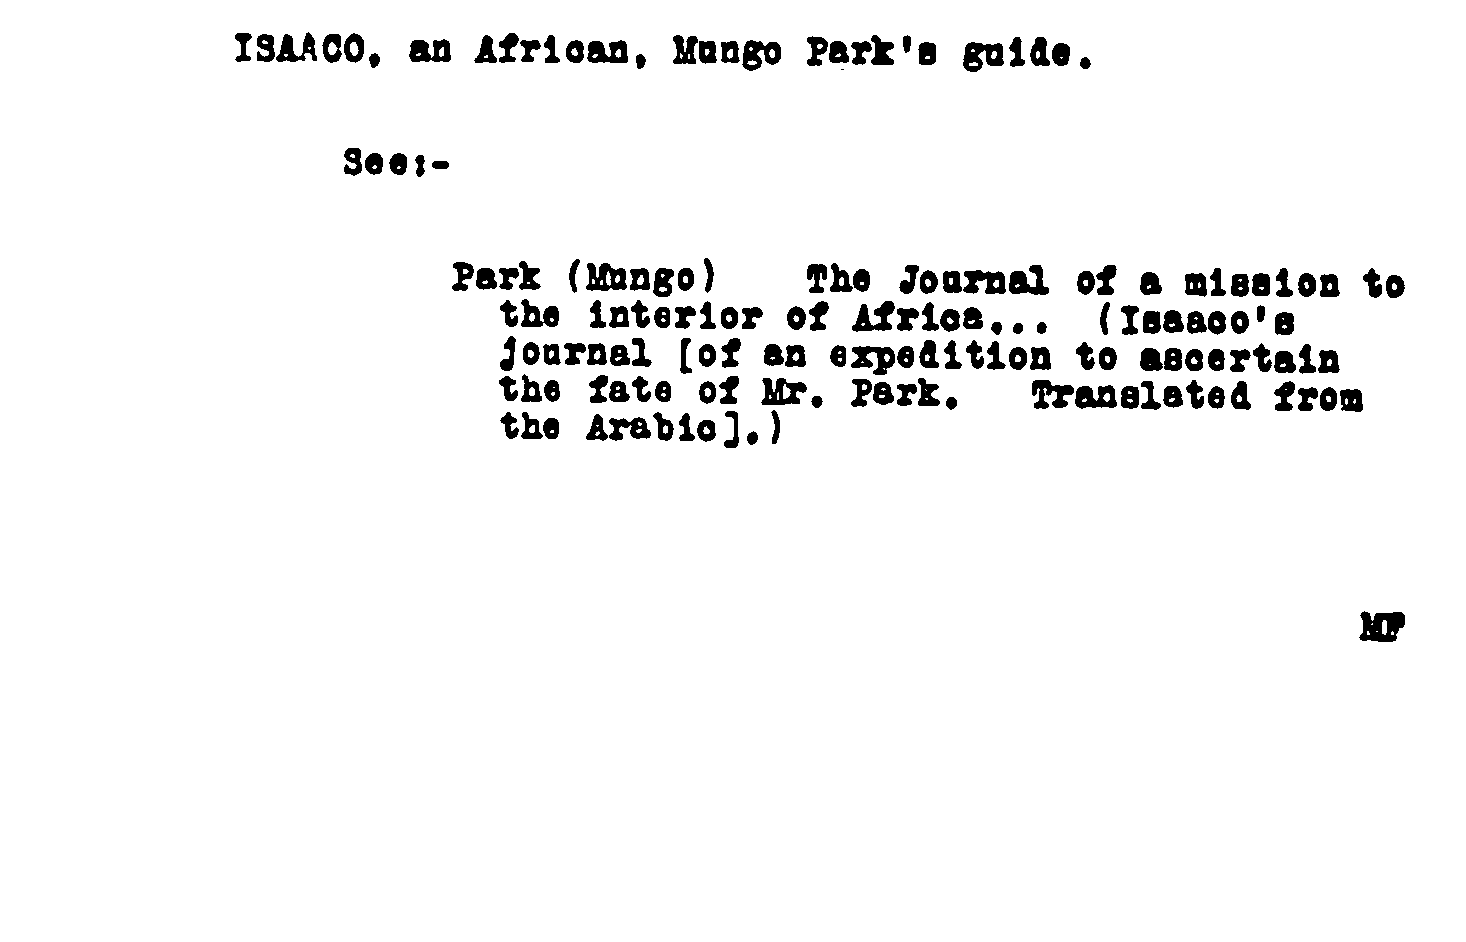 ISAACO, an African, Mungo Park's guide.
See:-
Park (Mungo) The Journal of a mission to
the interior of Africa... (Isaaco's
journal [of an expedition to ascertain
the fate of Mr. Park. Translated from
the Arabic].)
MF